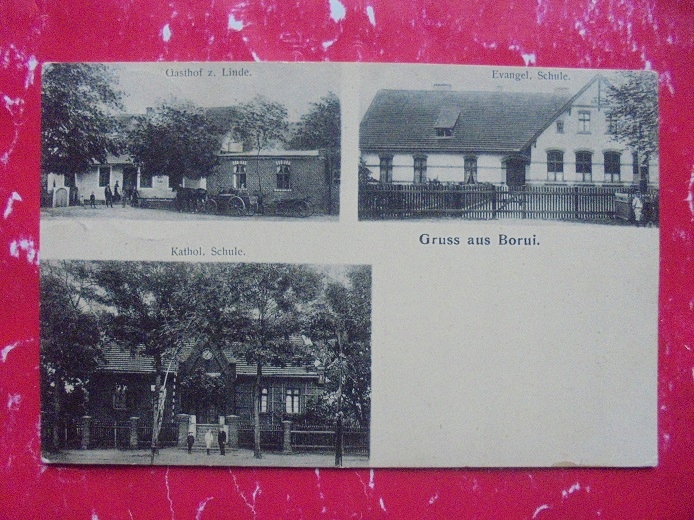 Gasthof z. Linde.
Evangel. Schule.
Gruss aus Borui.
Kathol. Schule.